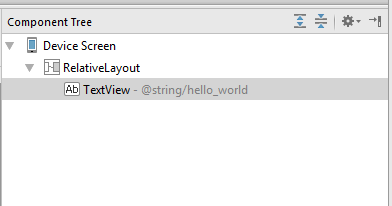 Component Tree
Device Screen
RelativeLayout
Ab TextView - @string/hello_world